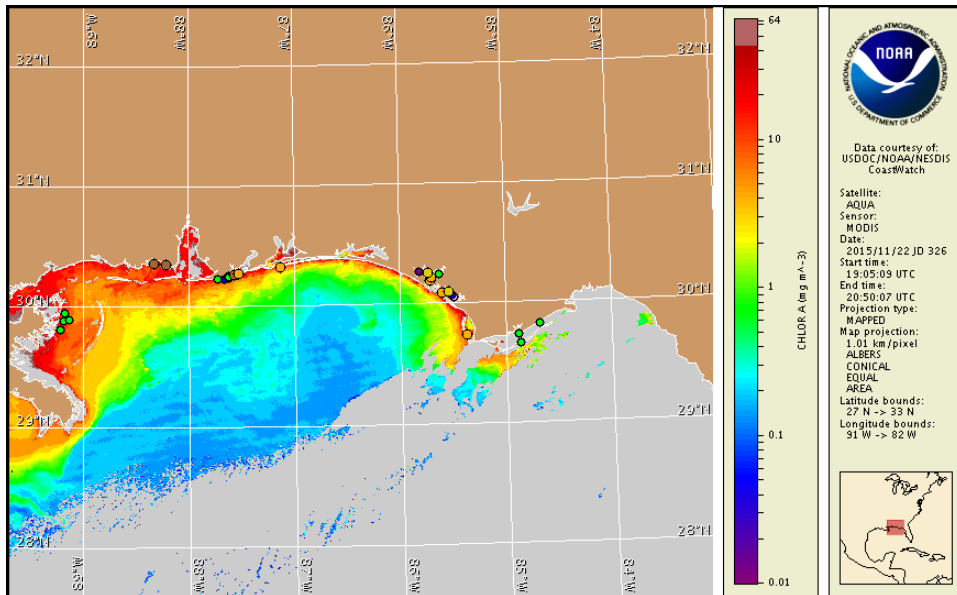 89°W
88°W
87°W
86°W
85°W
84°W
32°N
32°N
31°N
31°N
30°N
30°N
29°N
29°N
28°N
28°N
89°W
88°W
87°W
86°W
85°W
84°W
64
10
1
0.1
0.01
CHLOR A (mg m^-3)
NATIONAL OCEANIC AND ATMOSPHERIC ADMINISTRATION
NOAA
U.S. DEPARTMENT OF COMMERCE
Data courtesy of:
USDOC/NOAA/NESDIS
CoastWatch
Satellite:
AQUA
Sensor:
MODIS
Date:
2015/11/22 JD 326
Start time:
19:05:09 UTC
End time:
20:50:07 UTC
Projection type:
MAPPED
Map projection:
1.01 km/pixel
ALBERS
CONICAL
EQUAL
AREA
Latitude bounds:
27 N -> 33 N
Longitude bounds:
91 W -> 82 W